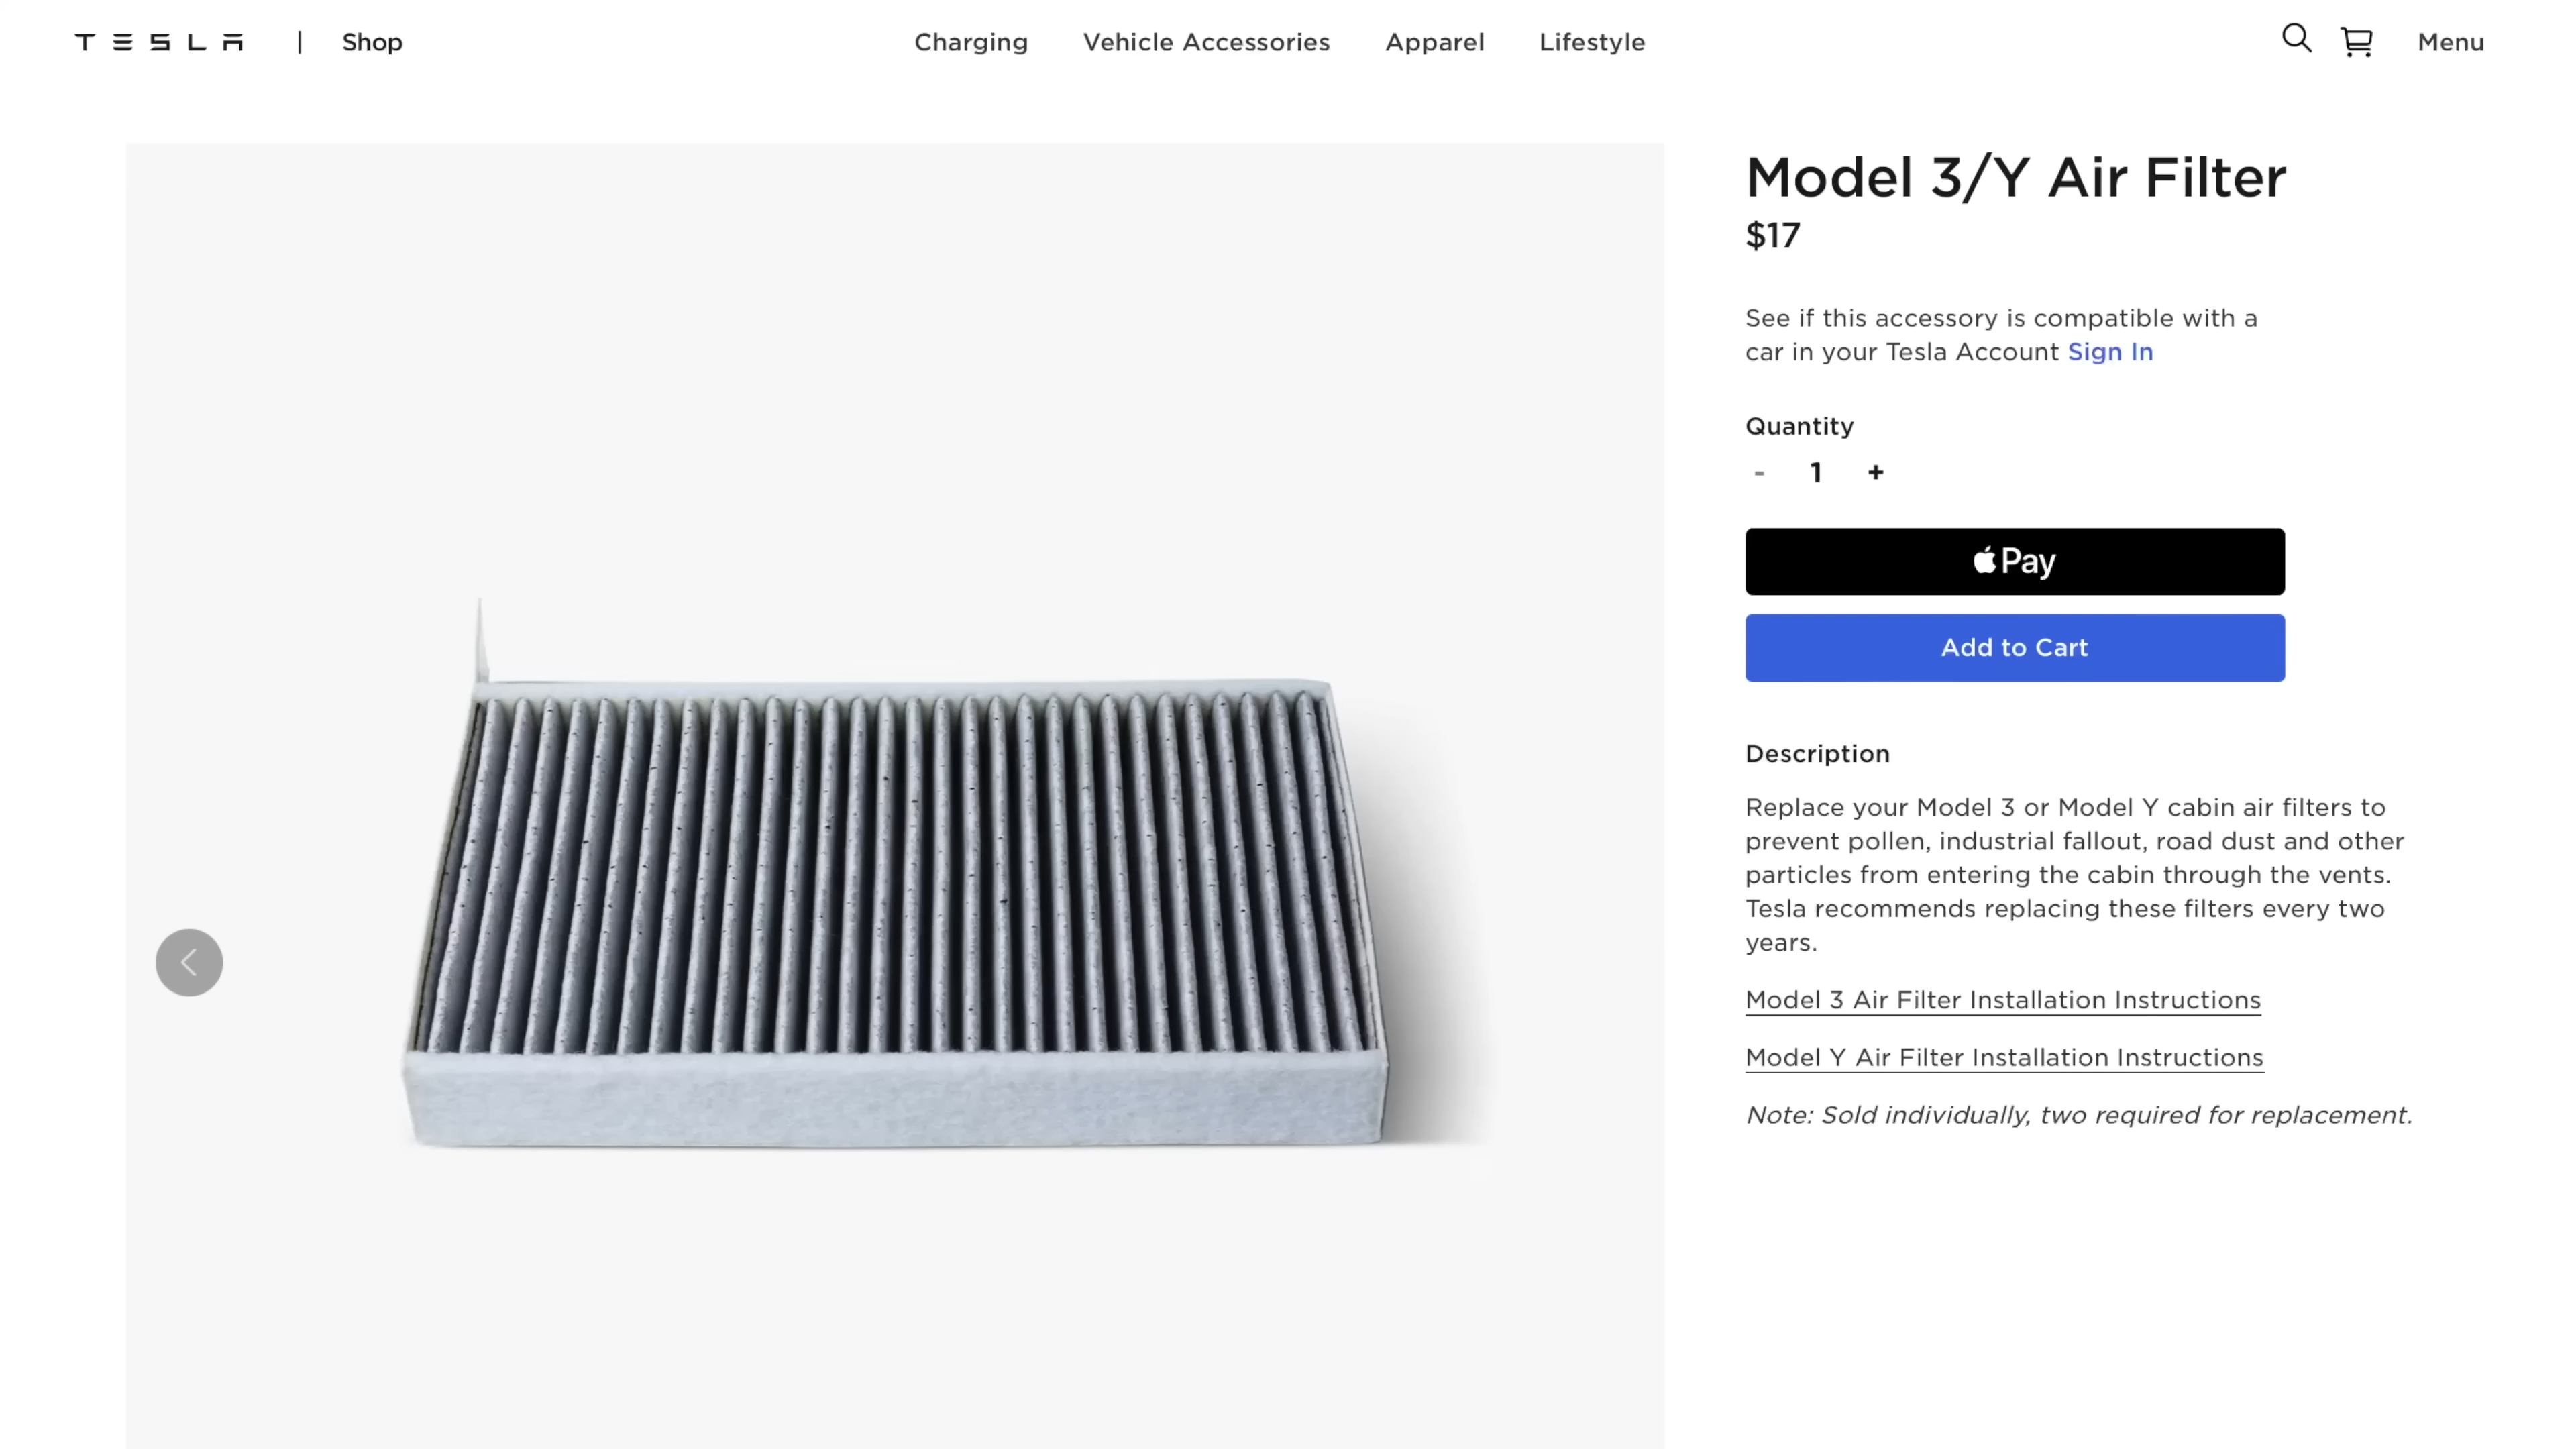 TESLA | Shop
Charging Vehicle Accessories Apparel Lifestyle
Menu
Model 3/Y Air Filter
$17
See if this accessory is compatible with a
car in your Tesla Account Sign In
Quantity
- 1 +
Pay
Add to Cart
Description
Replace your Model 3 or Model Y cabin air filters to
prevent pollen, industrial fallout, road dust and other
particles from entering the cabin through the vents.
Tesla recommends replacing these filters every two
years.
Model 3 Air Filter Installation Instructions
Model Y Air Filter Installation Instructions
Note: Sold individually, two required for replacement.